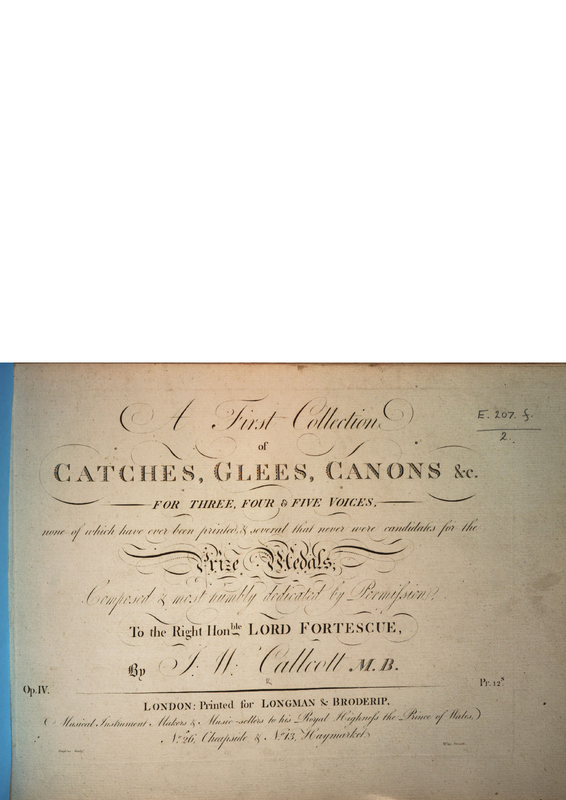 A First Collection
E. 207. f.
2.
of
CATCHES, GLEES, CANONS &c.
FOR THREE, FOUR & FIVE VOICES,
none of which have ever been printed, & several that never were candidates for the
Prize Medals,
Composed & most humbly dedicated by Permiſsion,
To the Right Honble LORD FORTESCUE,
By J. W. Callcott M.B.
Op. IV.
Pr. 12s
LONDON: Printed for LONGMAN & BRODERIP,
(Musical Instrument Makers & Music-sellers to his Royal Highneſs the Prince of Wales,)
No. 26, Cheapside & No. 13, Haymarket